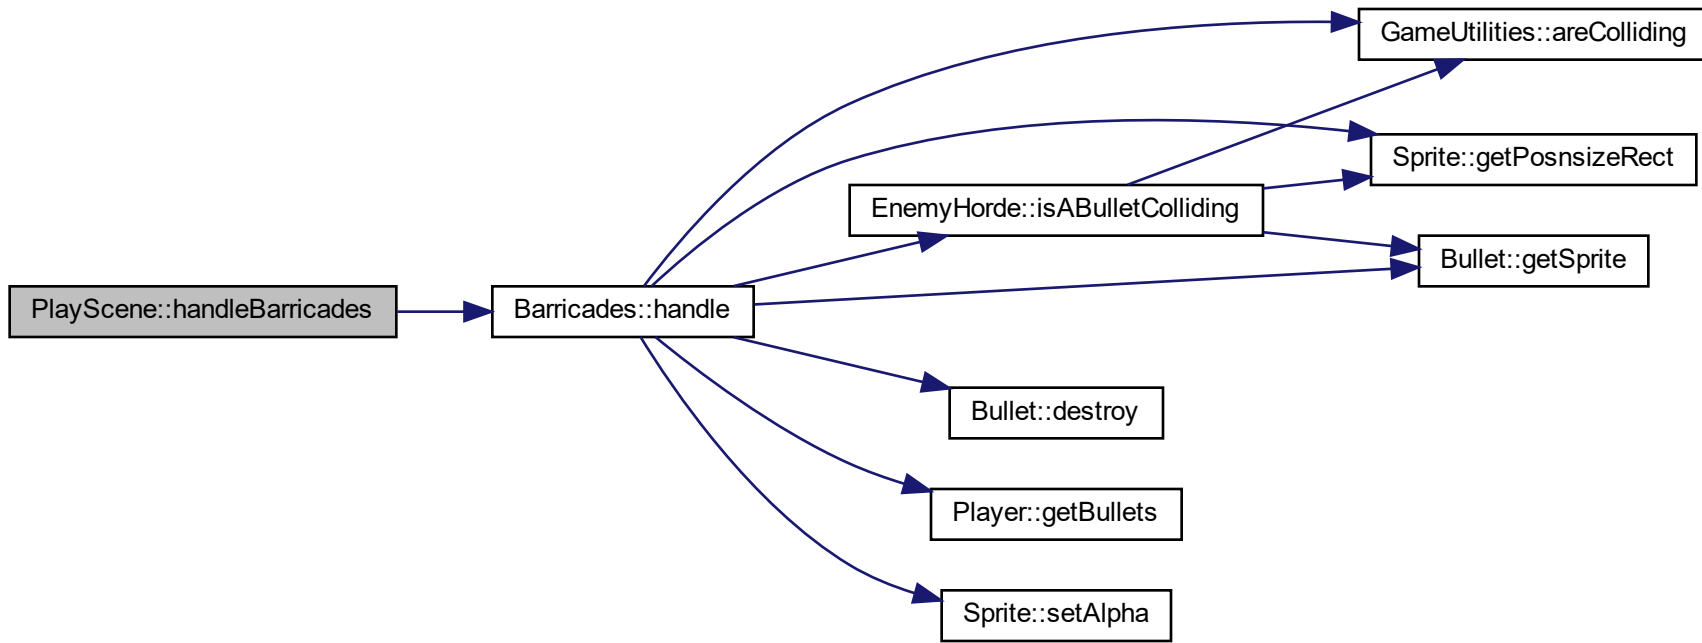 GameUtilities::areColliding
Sprite::getPosnsizeRect
EnemyHorde::isABulletColliding
Bullet::getSprite
PlayScene::handleBarricades
Barricades::handle
Bullet::destroy
Player::getBullets
Sprite::setAlpha